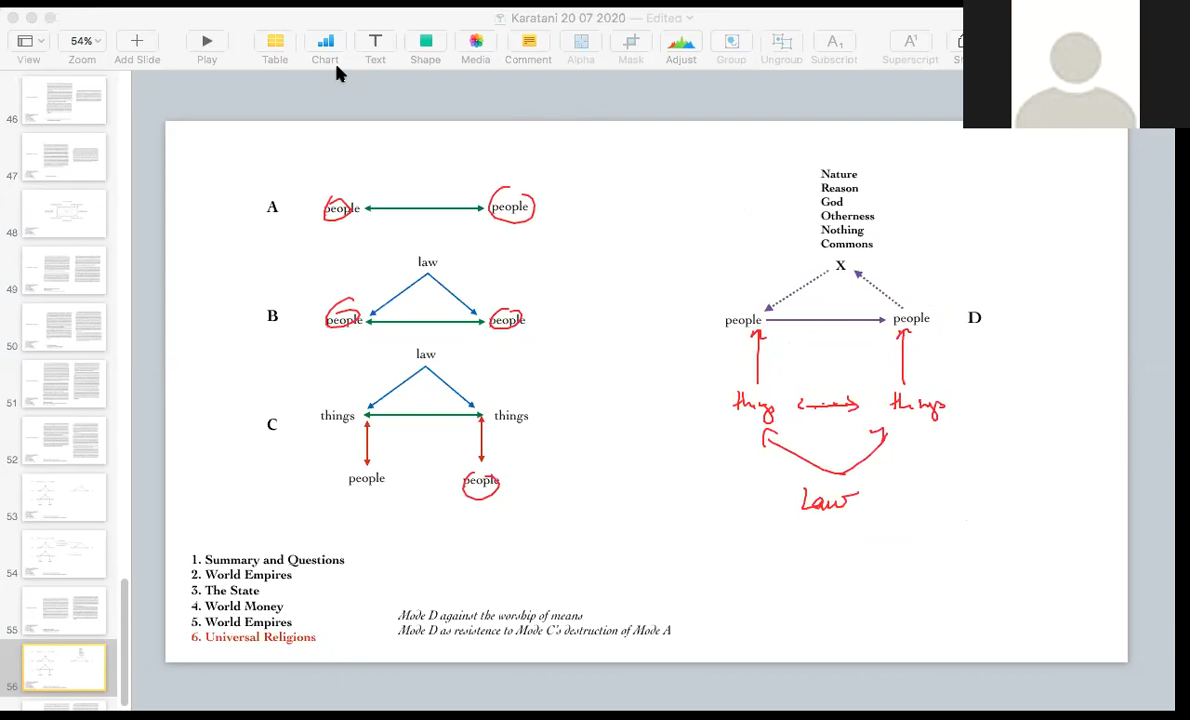 Karatani 20 07 2020 — Edited
54%
View
Zoom
Add Slide
Play
Table
Chart
Text
Shape
Media
Comment
Alpha
Mask
Adjust
Group
Ungroup
Subscript
Superscript
46
47
48
49
50
51
52
53
54
55
56
A
people
people
law
B
people
people
law
C
things
things
people
people
Nature
Reason
God
Otherness
Nothing
Commons
X
people
people
D
things
things
Law
1. Summary and Questions
2. World Empires
3. The State
4. World Money
5. World Empires
6. Universal Religions
Mode D against the worship of means
Mode D as resistence to Mode C's destruction of Mode A